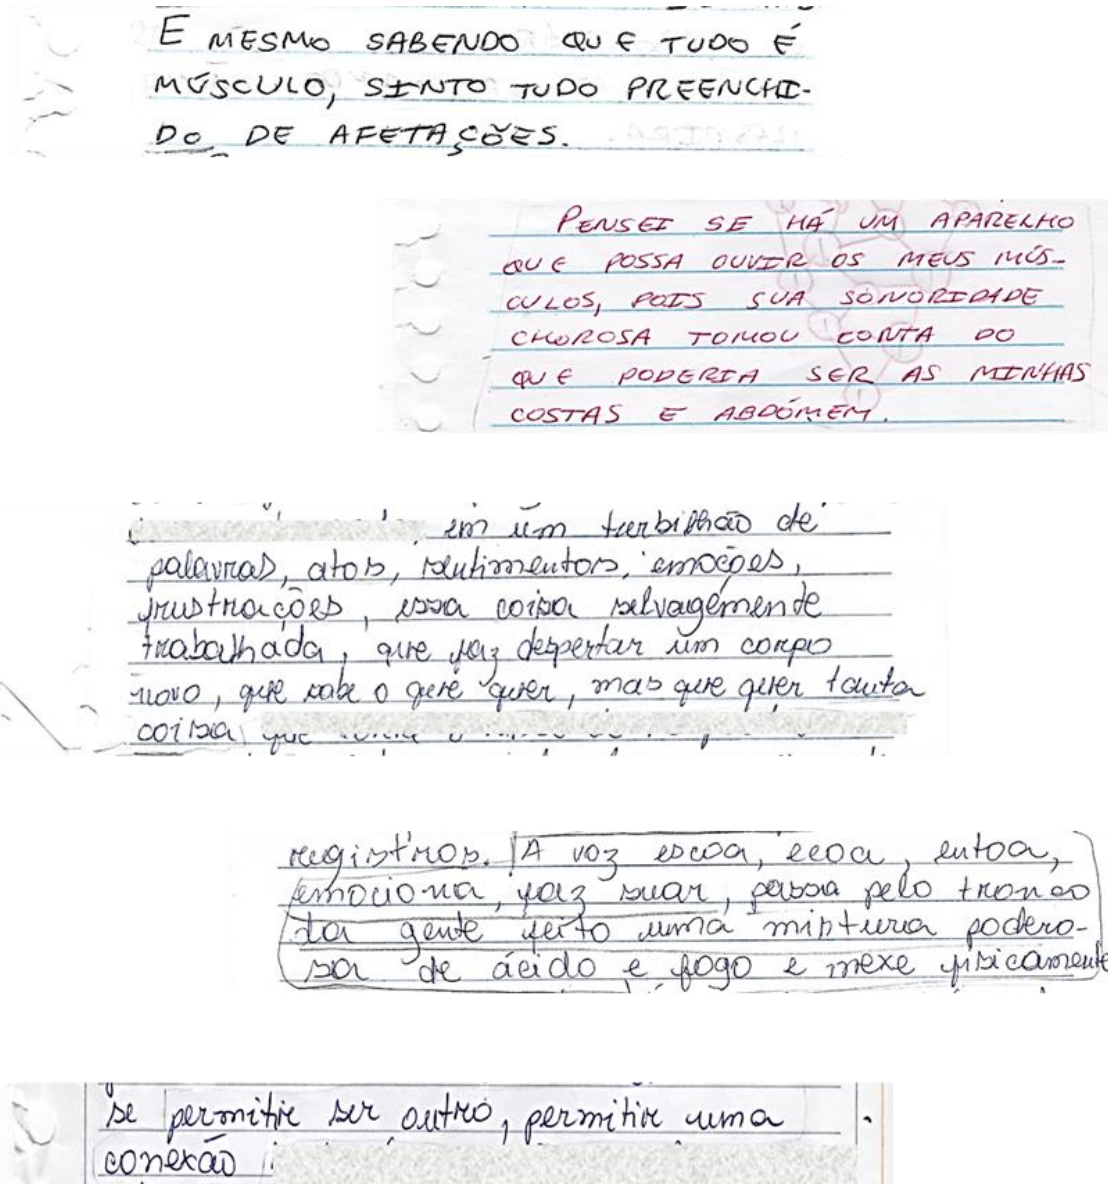 E MESMO SABENDO QUE TUDO É
MÚSCULO, SINTO TUDO PREENCHI-
DO DE AFETAÇÕES.
PENSEI SE HÁ UM APARELHO
QUE POSSA OUVIR OS MEUS MÚS-
CULOS, POIS SUA SONORIDADE
CHOROSA TOMOU CONTA DO
QUE PODERIA SER AS MINHAS
COSTAS E ABDÓMEM.
em um turbilhão de
palavras, atos, sentimentos, emoções,
frustrações, essa coisa selvagemente
trabalhada, que faz despertar um corpo
novo, que sabe o que quer, mas que quer tanta
coisa que
registros. A voz escoa, ecoa, entoa,
emociona, faz suar, passa pelo tronco
da gente feito uma mistura podero-
sa de ácido e fogo e mexe fisicamente
se permitir ser outro, permitir uma
conexão